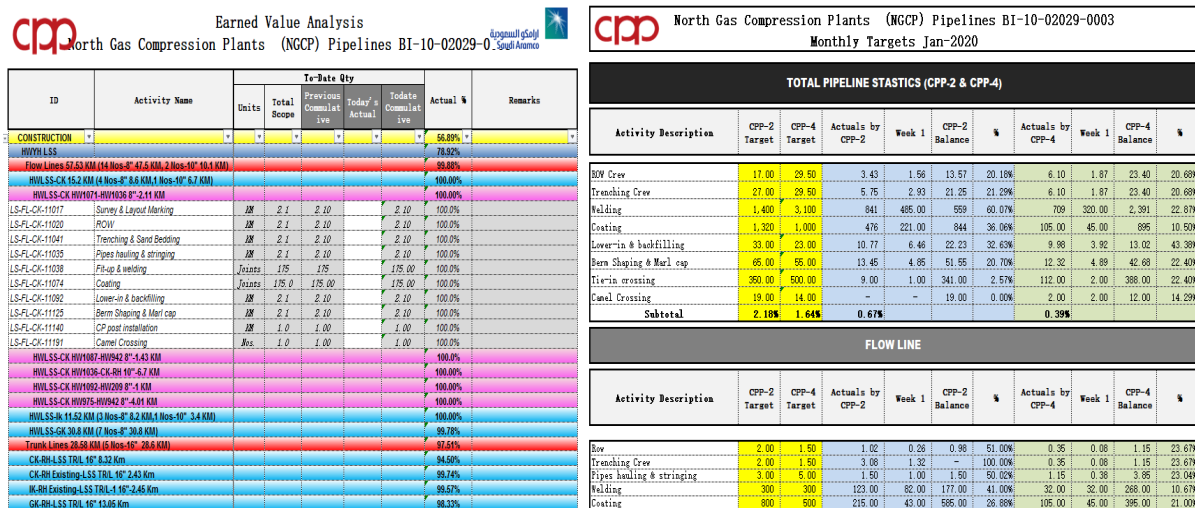 cpp
Earned Value Analysis
North Gas Compression Plants (NGCP) Pipelines BI-10-02029-0
أرامكو السعودية
Saudi Aramco
To-Date Qty
ID Activity Name Units Total Scope Previous Commulative Today's Actual Todate Commulative Actual % Remarks
CONSTRUCTION 56.89%
HWYH LSS 78.92%
Flow Lines 57.53 KM (14 Nos-8" 47.5 KM, 2 Nos-10" 10.1 KM) 99.88%
HWLSS-CK 15.2 KM (4 Nos-8" 8.6 KM,1 Nos-10" 6.7 KM) 100.00%
HWLSS-CK HW1071-HW1036 8"-2.11 KM 100.00%
LS-FL-CK-11017 Survey & Layout Marking KM 2.1 2.10 2.10 100.0%
LS-FL-CK-11020 ROW KM 2.1 2.10 2.10 100.0%
LS-FL-CK-11041 Trenching & Sand Bedding KM 2.1 2.10 2.10 100.0%
LS-FL-CK-11035 Pipes hauling & stringing KM 2.1 2.10 2.10 100.0%
LS-FL-CK-11038 Fit-up & welding Joints 175 175 175.00 100.0%
LS-FL-CK-11074 Coating Joints 175.0 175.00 175.00 100.0%
LS-FL-CK-11092 Lower-in & backfilling KM 2.1 2.10 2.10 100.0%
LS-FL-CK-11125 Berm Shaping & Marl cap KM 2.1 2.10 2.10 100.0%
LS-FL-CK-11140 CP post installation KM 1.0 1.00 1.00 100.0%
LS-FL-CK-11191 Camel Crossing Nos. 1.0 1.00 1.00 100.0%
HWLSS-CK HW1087-HW942 8"-1.43 KM 100.0%
HWLSS-CK HW1036-CK-RH 10"-6.7 KM 100.00%
HWLSS-CK HW1092-HW209 8"-1 KM 100.00%
HWLSS-CK HW975-HW942 8"-4.01 KM 100.00%
HWLSS-Ik 11.52 KM (3 Nos-8" 8.2 KM,1 Nos-10" 3.4 KM) 100.00%
HWLSS-GK 30.8 KM (7 Nos-8" 30.8 KM) 99.78%
Trunk Lines 28.58 KM (5 Nos-16" 28.6 KM) 97.51%
CK-RH-LSS TR/L 16" 8.32 Km 94.50%
CK-RH Existing-LSS TR/L 16" 2.43 Km 99.74%
IK-RH Existing-LSS TR/L-1 16"-2.45 Km 99.57%
GK-RH-LSS TR/L 16" 13.05 Km 98.33%
cpp
North Gas Compression Plants (NGCP) Pipelines BI-10-02029-0003
Monthly Targets Jan-2020
TOTAL PIPELINE STASTICS (CPP-2 & CPP-4)
Activity Description CPP-2 Target CPP-4 Target Actuals by CPP-2 Week 1 CPP-2 Balance % Actuals by CPP-4 Week 1 CPP-4 Balance %
ROW Crew 17.00 29.50 3.43 1.56 13.57 20.18% 6.10 1.87 23.40 20.68%
Trenching Crew 27.00 29.50 5.75 2.93 21.25 21.29% 6.10 1.87 23.40 20.68%
Welding 1,400 3,100 841 485.00 559 60.07% 709 320.00 2,391 22.87%
Coating 1,320 1,000 476 221.00 844 36.06% 105.00 45.00 895 10.50%
Lower-in & backfilling 33.00 23.00 10.77 6.46 22.23 32.63% 9.98 3.92 13.02 43.38%
Berm Shaping & Marl cap 65.00 55.00 13.45 4.85 51.55 20.70% 12.32 4.89 42.68 22.40%
Tie-in crossing 350.00 500.00 9.00 1.00 341.00 2.57% 112.00 2.00 388.00 22.40%
Camel Crossing 19.00 14.00 - - 19.00 0.00% 2.00 2.00 12.00 14.29%
Subtotal 2.18% 1.64% 0.67% 0.39%
FLOW LINE
Activity Description CPP-2 Target CPP-4 Target Actuals by CPP-2 Week 1 CPP-2 Balance % Actuals by CPP-4 Week 1 CPP-4 Balance %
Row 2.00 1.50 1.02 0.26 0.98 51.00% 0.35 0.08 1.15 23.67%
Trenching Crew 2.00 1.50 3.08 1.32 - 100.00% 0.35 0.08 1.15 23.67%
Pipes hauling & stringing 3.00 5.00 1.50 1.00 1.50 50.02% 1.15 0.38 3.85 23.04%
Welding 300 300 123.00 82.00 177.00 41.00% 32.00 32.00 268.00 10.67%
Coating 800 500 215.00 43.00 585.00 26.88% 105.00 45.00 395.00 21.00%